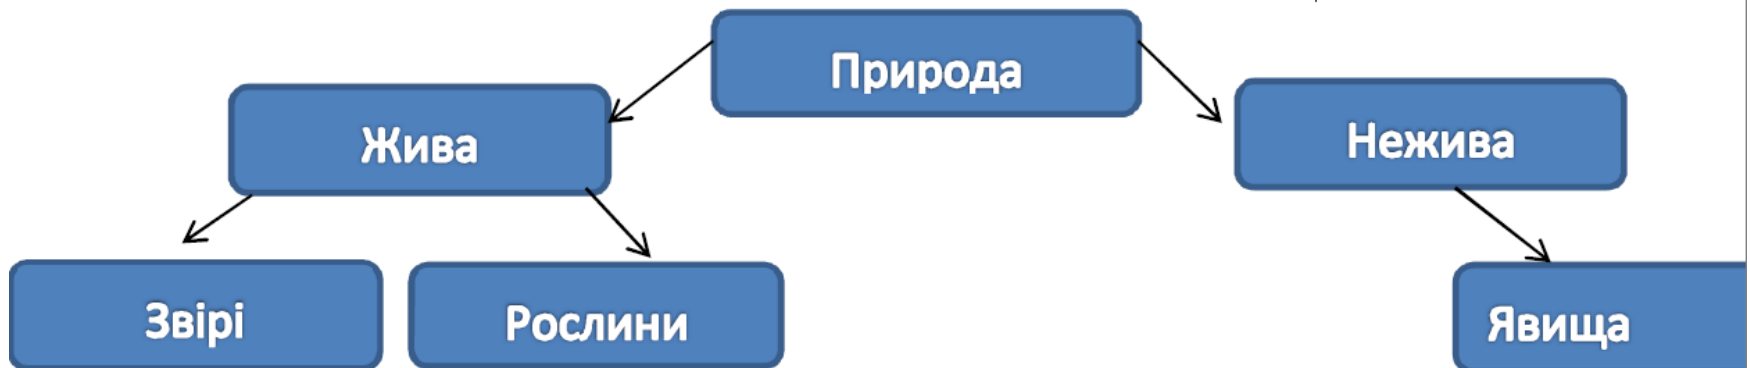 Природа
Жива
Нежива
Звірі
Рослини
Явища